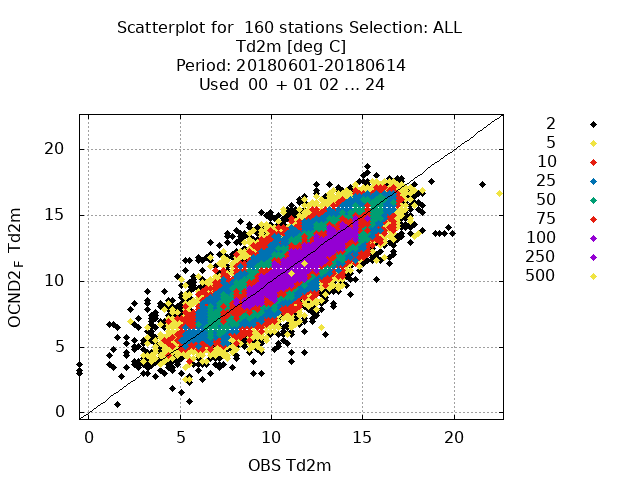 Scatterplot for 160 stations Selection: ALL
Td2m [deg C]
Period: 20180601-20180614
Used 00 + 01 02 ... 24
2
5
10
25
50
75
100
250
500
20
15
10
5
0
OCND2_F Td2m
0 5 10 15 20
OBS Td2m